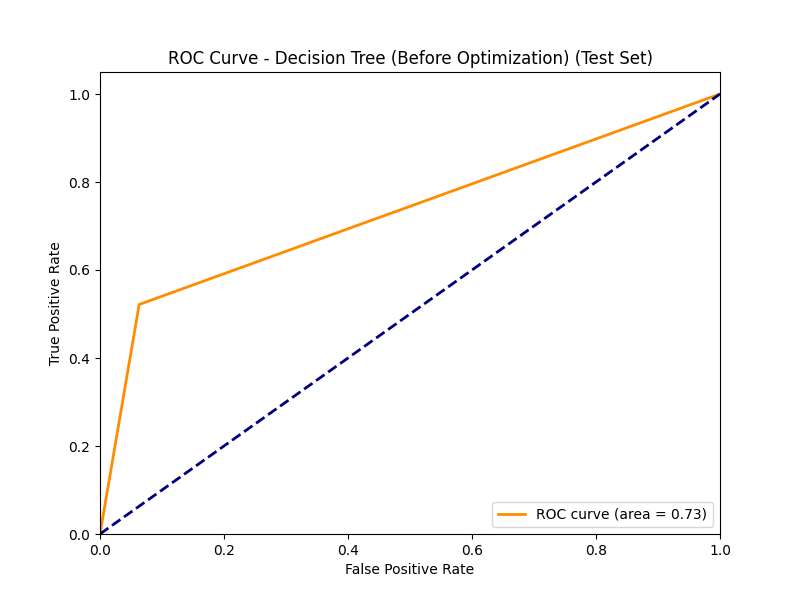 ROC Curve - Decision Tree (Before Optimization) (Test Set)
True Positive Rate
1.0
0.8
0.6
0.4
0.2
0.0
0.0 0.2 0.4 0.6 0.8 1.0
False Positive Rate
ROC curve (area = 0.73)